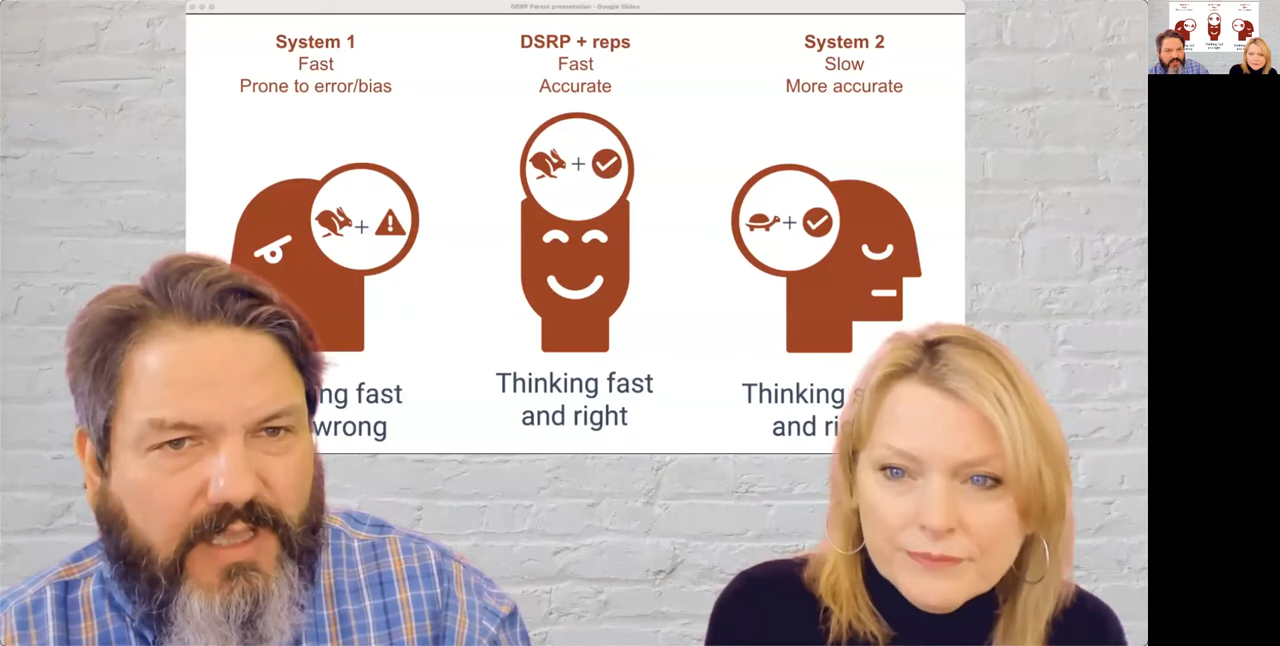 DSRP Parent presentation - Google Slides
System 1
Fast
Prone to error/bias
DSRP + reps
Fast
Accurate
System 2
Slow
More accurate
fast
wrong
Thinking fast
and right
Thinking
and